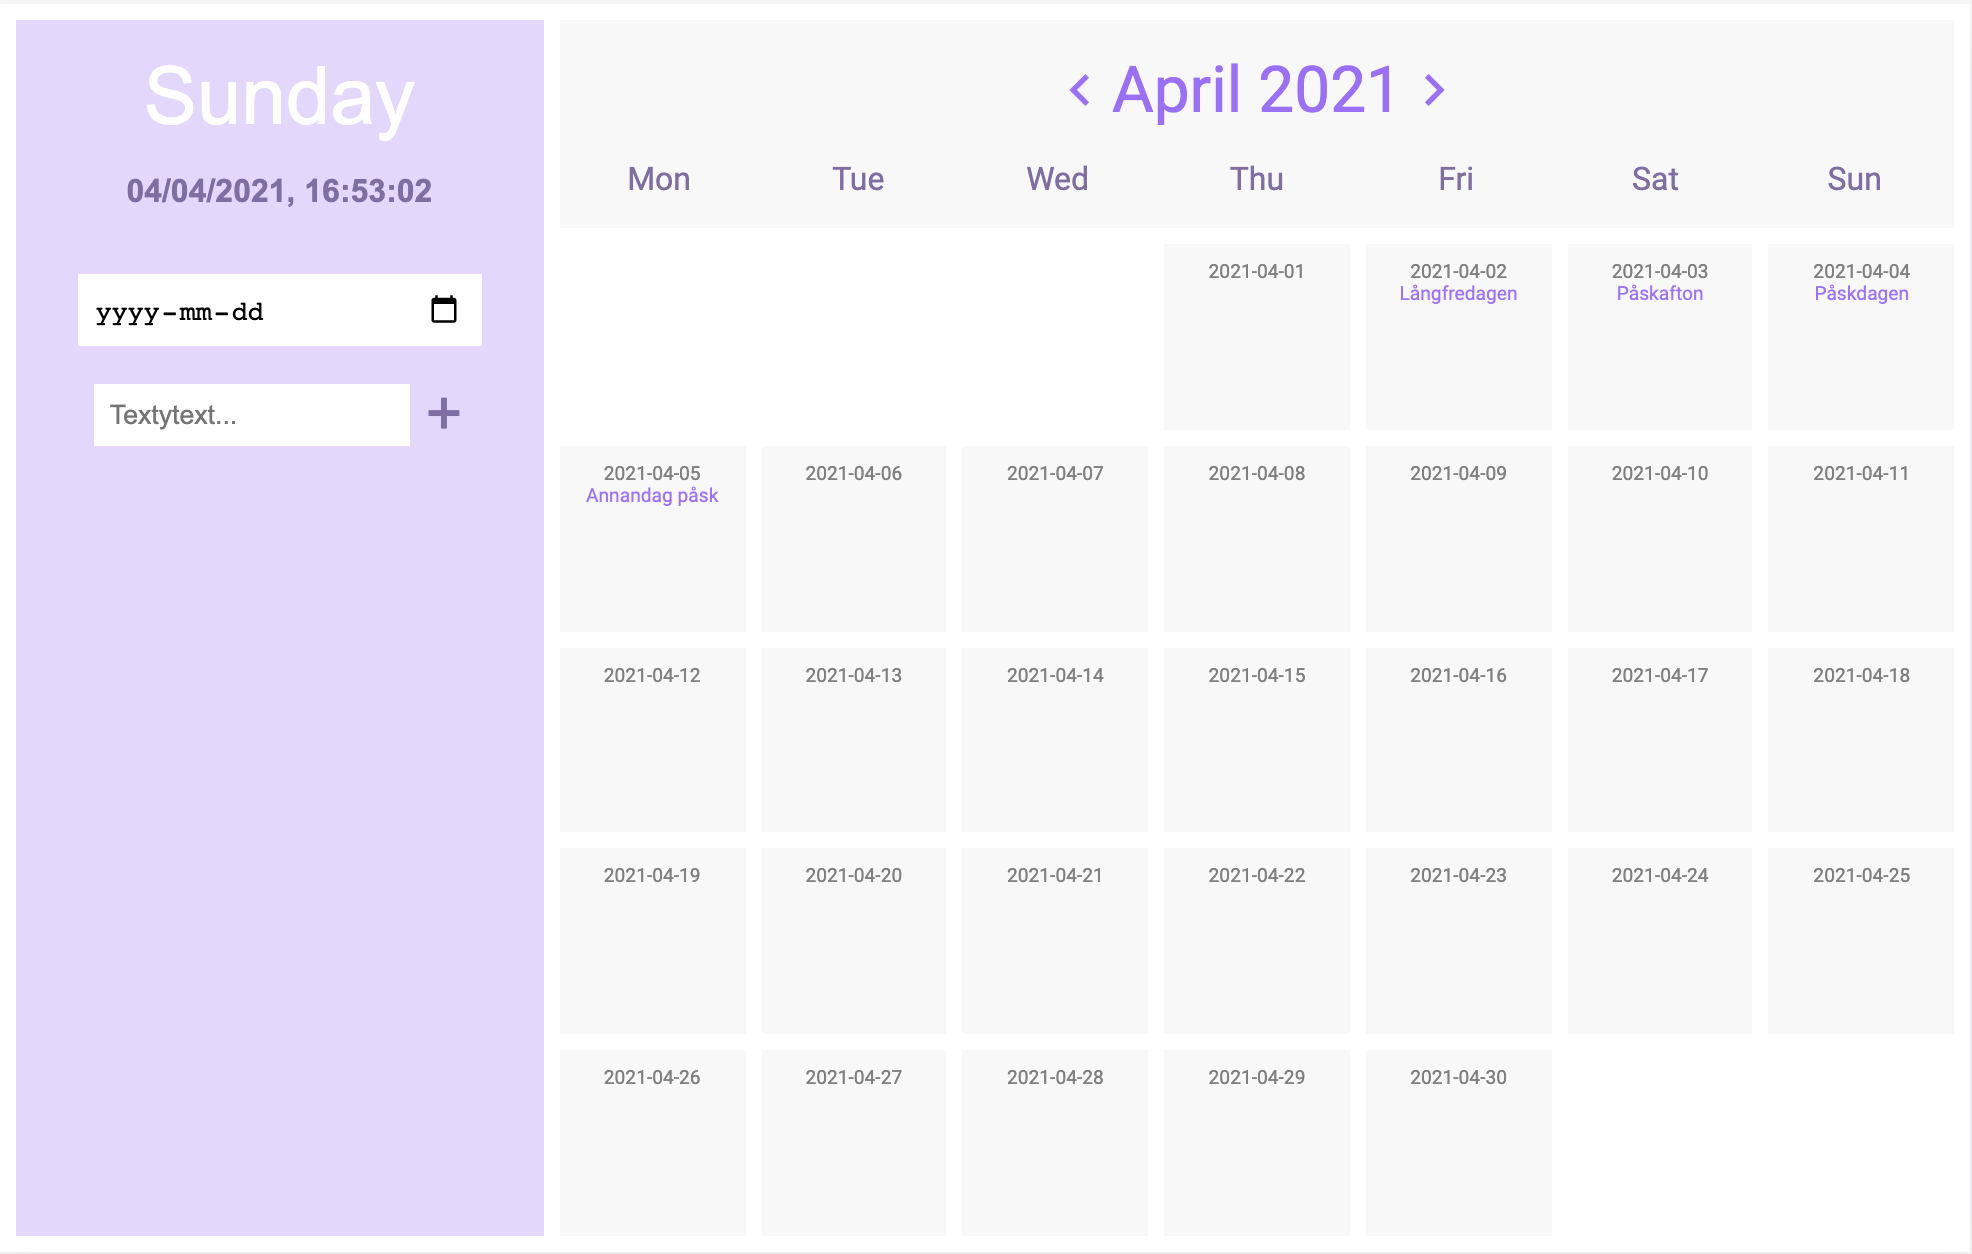 Sunday
04/04/2021, 16:53:02
yyyy-mm-dd
Textytext...
< April 2021 >
Mon Tue Wed Thu Fri Sat Sun
2021-04-01 2021-04-02 2021-04-03 2021-04-04
Långfredagen Påskafton Påskdagen
2021-04-05 2021-04-06 2021-04-07 2021-04-08 2021-04-09 2021-04-10 2021-04-11
Annandag påsk
2021-04-12 2021-04-13 2021-04-14 2021-04-15 2021-04-16 2021-04-17 2021-04-18
2021-04-19 2021-04-20 2021-04-21 2021-04-22 2021-04-23 2021-04-24 2021-04-25
2021-04-26 2021-04-27 2021-04-28 2021-04-29 2021-04-30